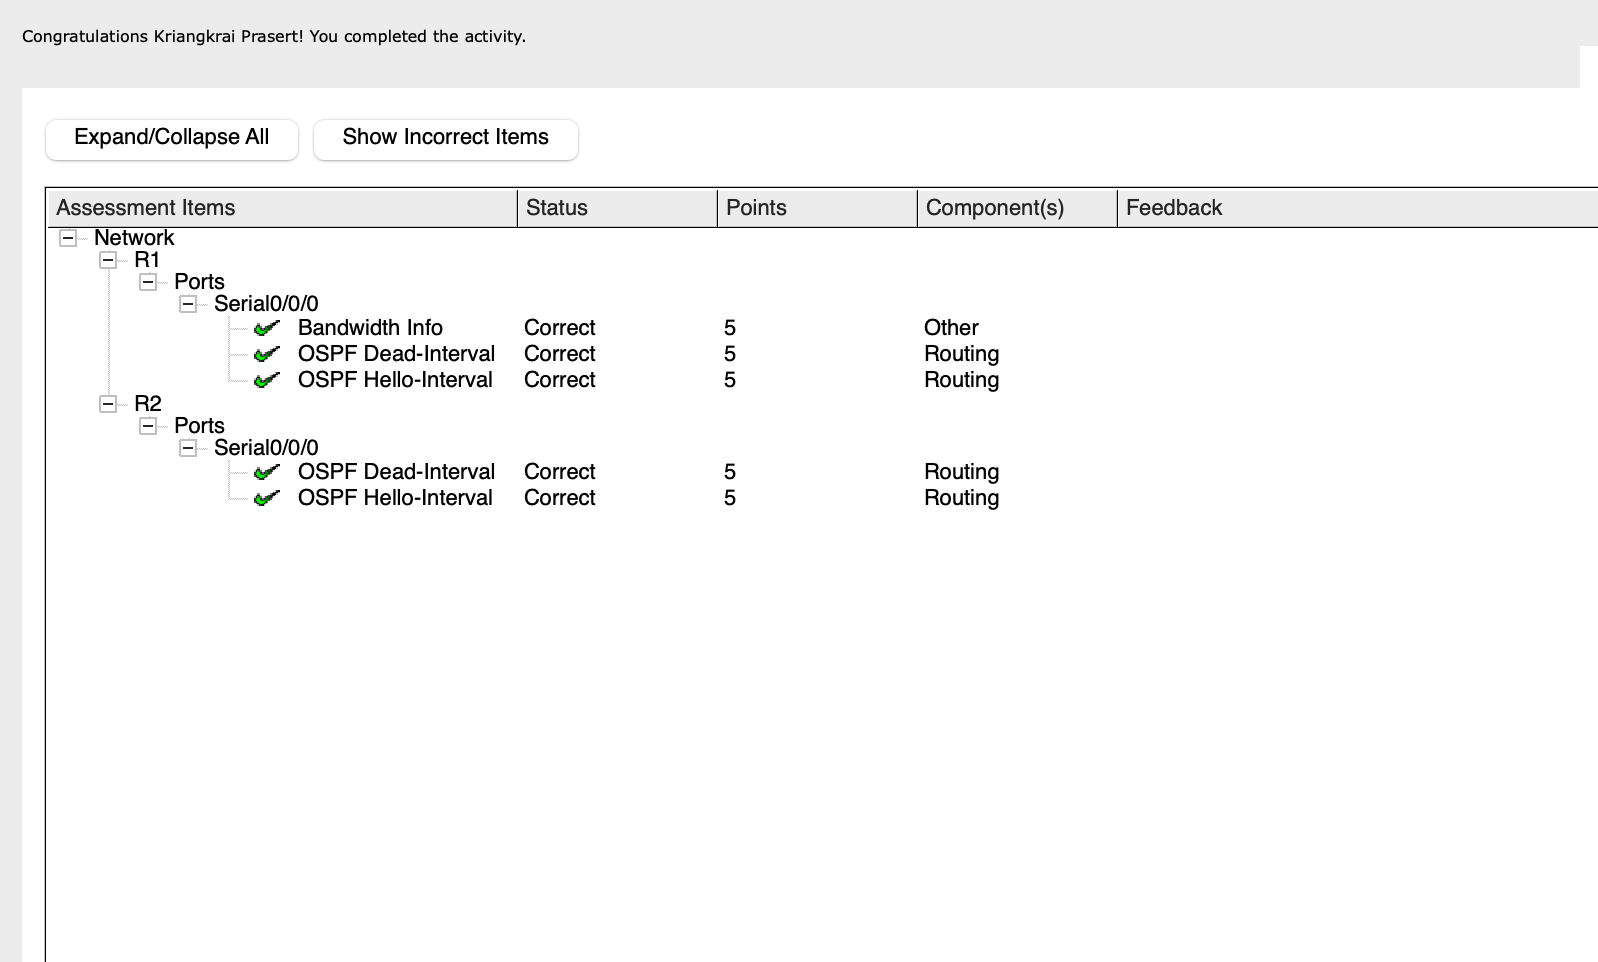 Congratulations Kriangkrai Prasert! You completed the activity.
Expand/Collapse All Show Incorrect Items
Assessment Items Status Points Component(s) Feedback
Network
R1
Ports
Serial0/0/0
Bandwidth Info Correct 5 Other
OSPF Dead-Interval Correct 5 Routing
OSPF Hello-Interval Correct 5 Routing
R2
Ports
Serial0/0/0
OSPF Dead-Interval Correct 5 Routing
OSPF Hello-Interval Correct 5 Routing